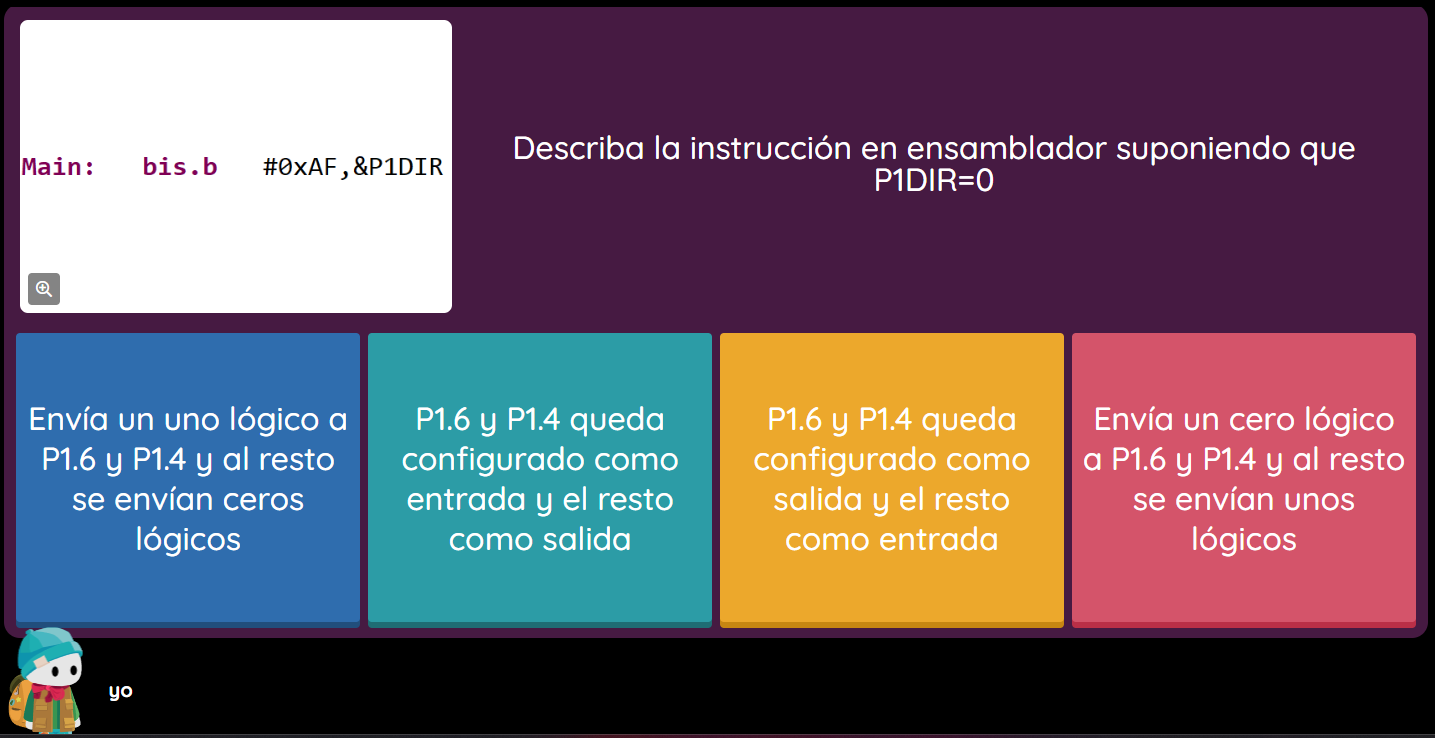 Main: bis.b #0xAF,&P1DIR
Describa la instrucción en ensamblador suponiendo que
P1DIR=0
Envía un uno lógico a
P1.6 y P1.4 y al resto
se envían ceros
lógicos
P1.6 y P1.4 queda
configurado como
entrada y el resto
como salida
P1.6 y P1.4 queda
configurado como
salida y el resto
como entrada
Envía un cero lógico
a P1.6 y P1.4 y al resto
se envían unos
lógicos
yo